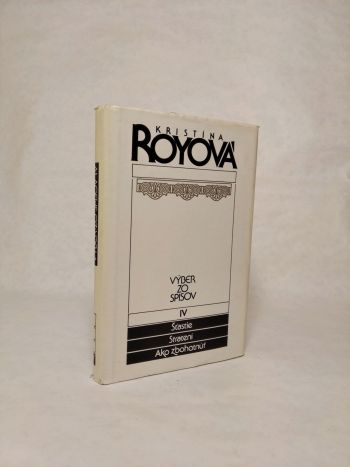 KRISTÍNA
ROYOVÁ
VÝBER
ZO
SPISOV
IV
Šťastie
Stratení
Ako zbohatnúť